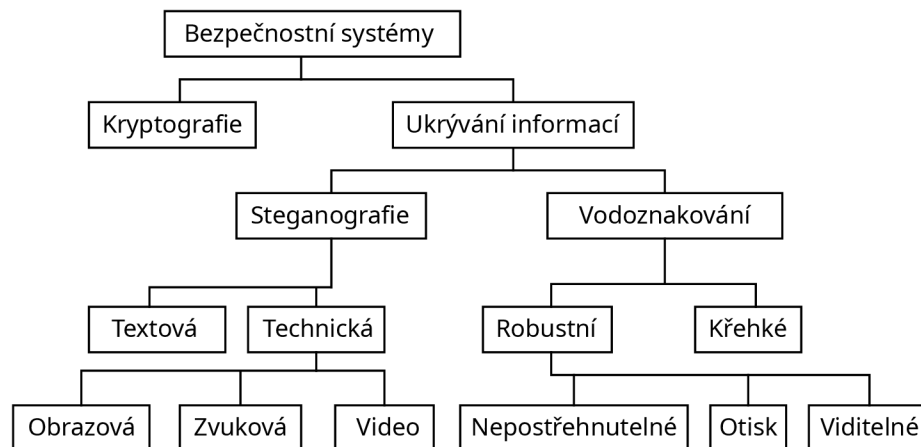 Bezpečnostní systémy
Kryptografie
Ukrývání informací
Steganografie
Vodoznakování
Textová
Technická
Robustní
Křehké
Obrazová
Zvuková
Video
Nepostřehnutelné
Otisk
Viditelné